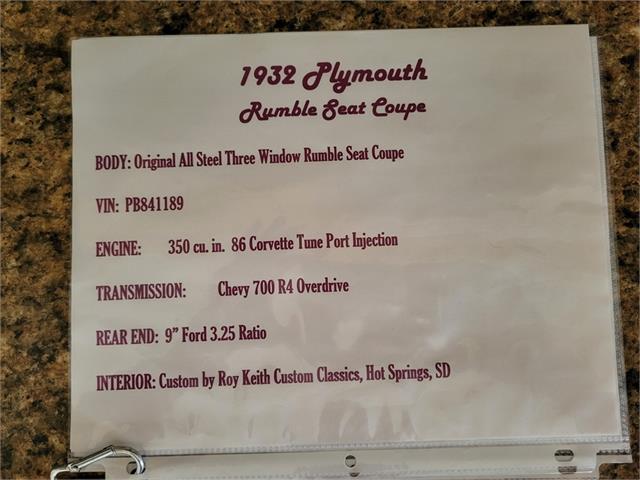 1932 Plymouth
Rumble Seat Coupe
BODY: Original All Steel Three Window Rumble Seat Coupe
VIN: PB841189
ENGINE: 350 cu. in. 86 Corvette Tune Port Injection
TRANSMISSION: Chevy 700 R4 Overdrive
REAR END: 9” Ford 3.25 Ratio
INTERIOR: Custom by Roy Keith Custom Classics, Hot Springs, SD